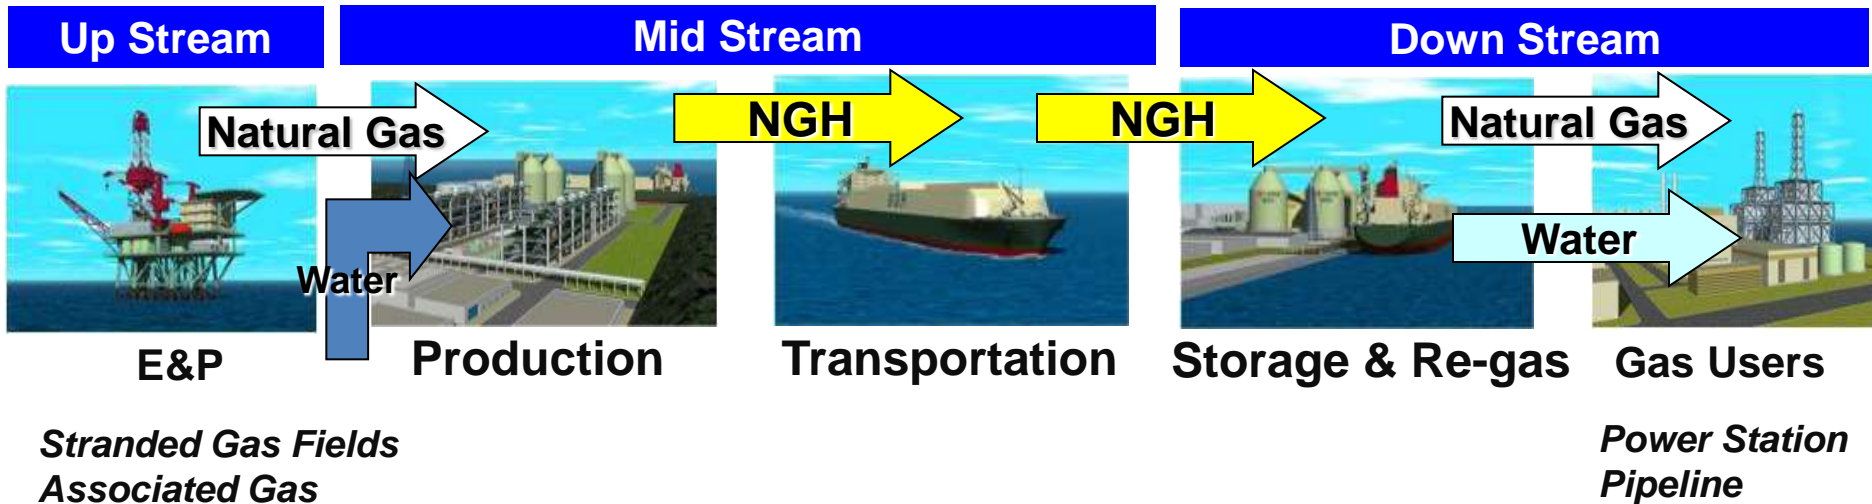 Up Stream
Mid Stream
Down Stream
Natural Gas
NGH
NGH
Natural Gas
Water
Water
E&P
Production
Transportation
Storage & Re-gas
Gas Users
Stranded Gas Fields
Associated Gas
Power Station
Pipeline